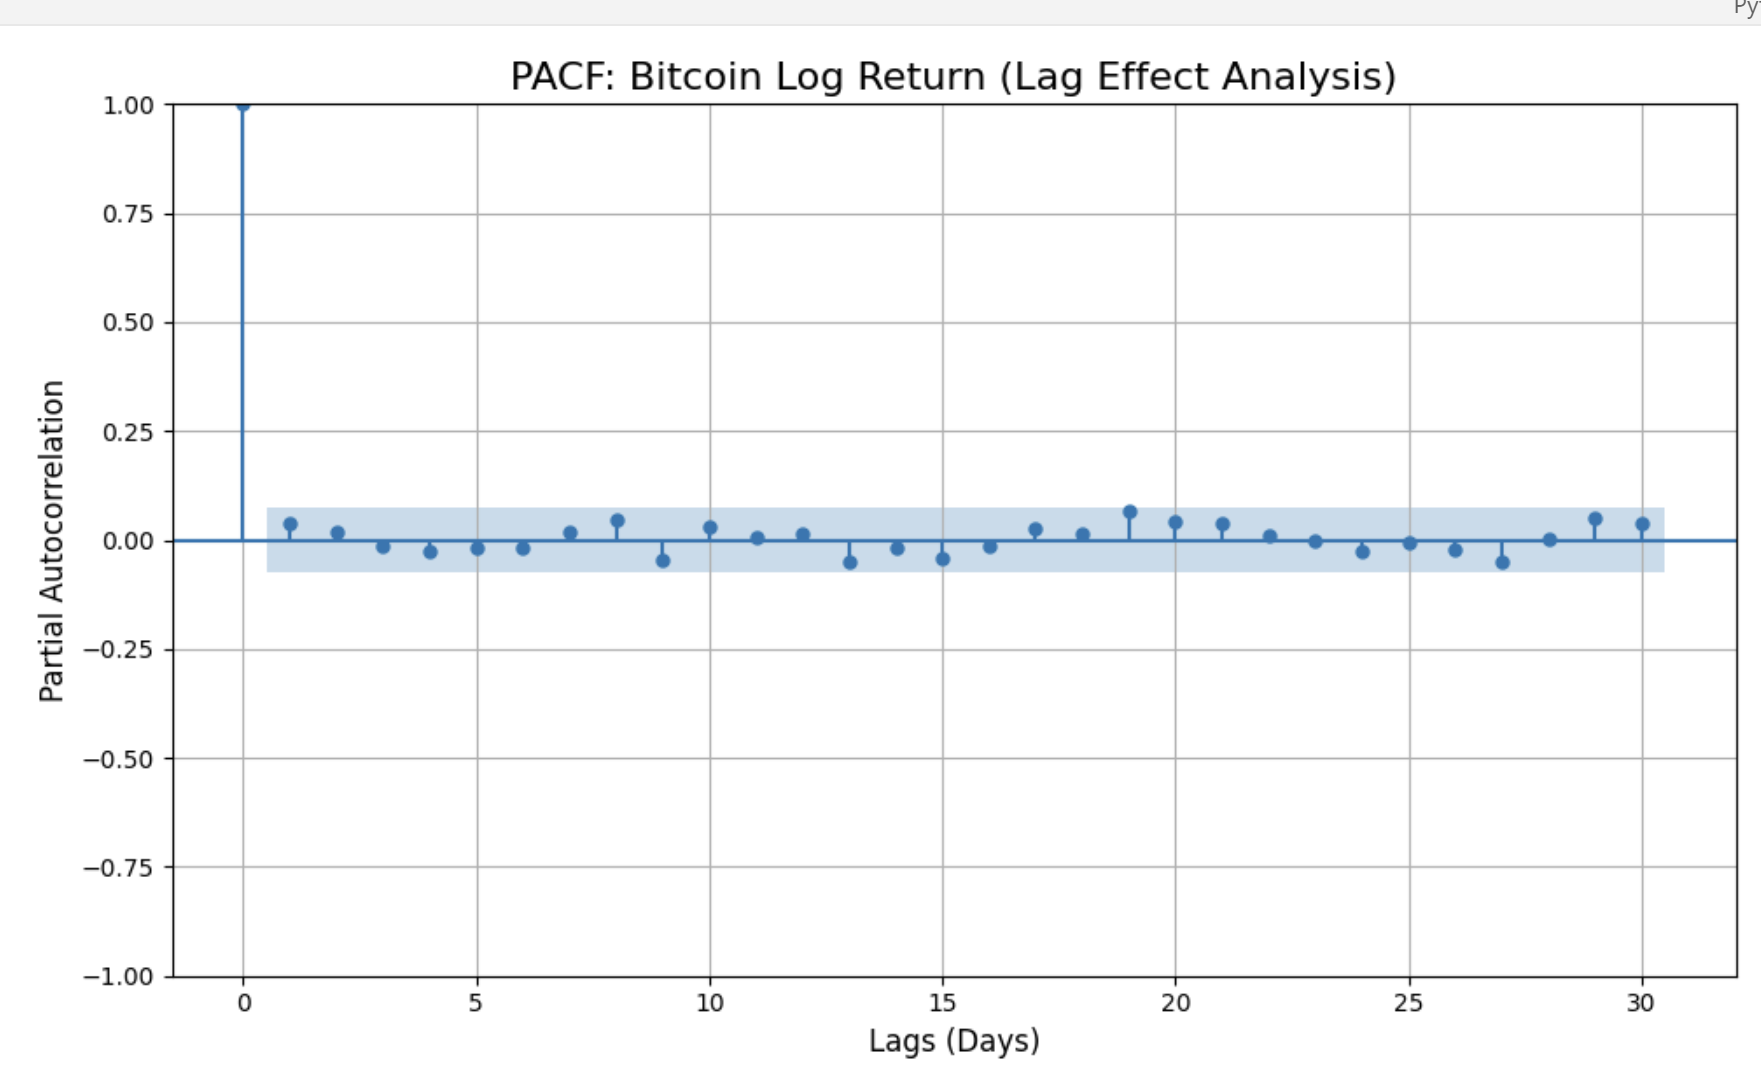 PACF: Bitcoin Log Return (Lag Effect Analysis)
1.00
0.75
0.50
0.25
0.00
−0.25
−0.50
−0.75
−1.00
Partial Autocorrelation
0 5 10 15 20 25 30
Lags (Days)